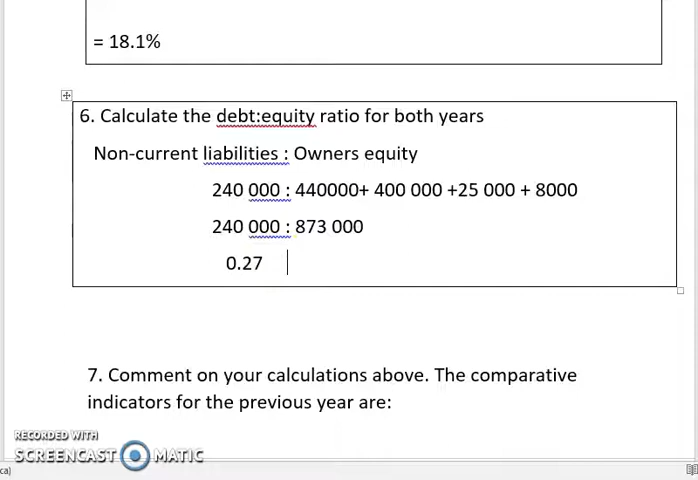 = 18.1%
6. Calculate the debt:equity ratio for both years
Non-current liabilities : Owners equity
240 000 : 440000+ 400 000 +25 000 + 8000
240 000 : 873 000
0.27
7. Comment on your calculations above. The comparative
indicators for the previous year are:
RECORDED WITH
SCREENCAST MATIC
ca)